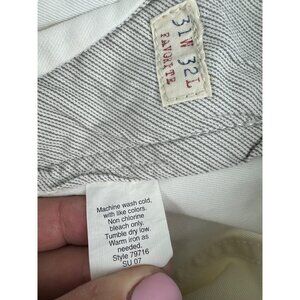 31W 32L
FAVORITE
Machine wash cold,
with like colors.
Non chlorine
bleach only.
Tumble dry low.
Warm iron as
needed.
Style 79716
SU 07